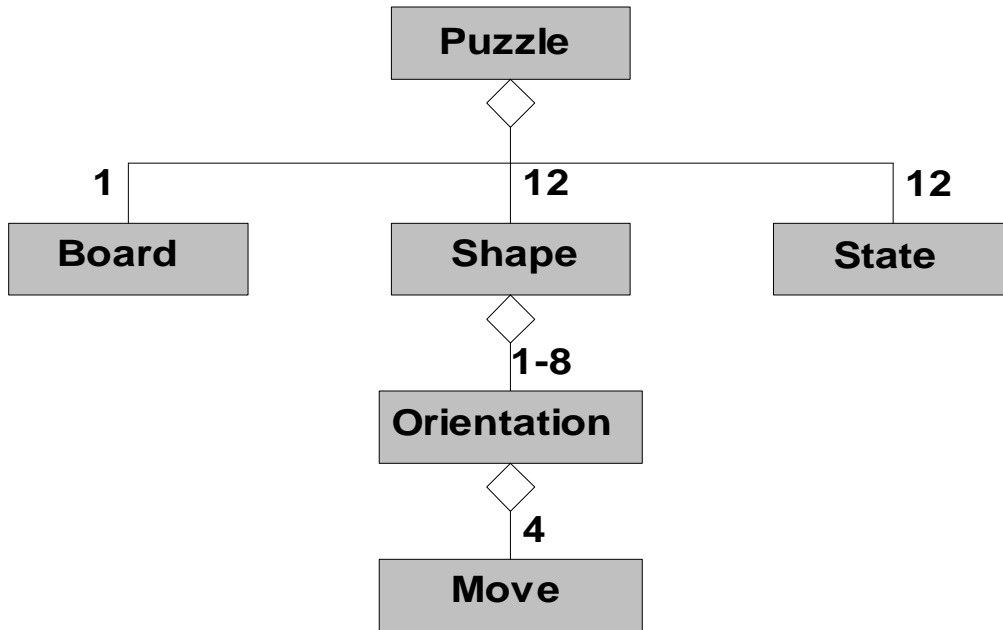 Puzzle
1
12
12
Board
Shape
State
1-8
Orientation
4
Move